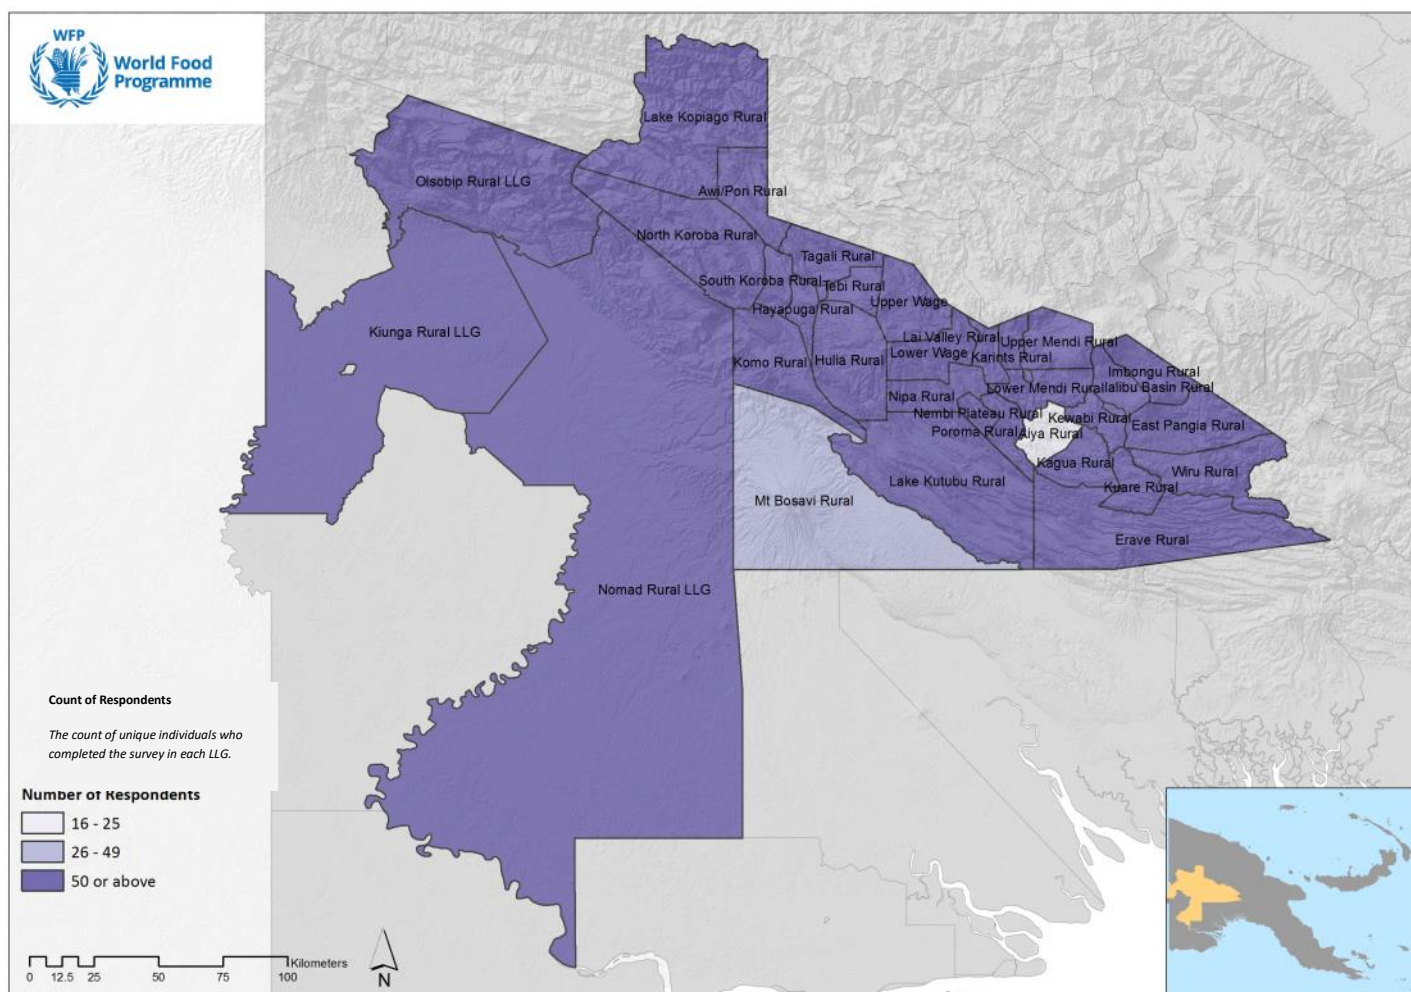 WFP
World Food
Programme
Lake Kopiago Rural
Olsobip Rural LLG
Awi/Pori Rural
North Koroba Rural
Tagali Rural
South Koroba Rural
Tebi Rural
Upper Wage
Hayapuga Rural
Kiunga Rural LLG
Lai Valley Rural
Upper Mendi Rural
Lower Wage
Karints Rural
Komo Rural
Hulia Rural
Imbongu Rural
Lower Mendi Rural
Ialibu Basin Rural
Nipa Rural
Nembi Plateau Rural
Kewabi Rural
East Pangia Rural
Poroma Rural
Aiya Rural
Kagua Rural
Wiru Rural
Lake Kutubu Rural
Kuare Rural
Mt Bosavi Rural
Erave Rural
Nomad Rural LLG
Count of Respondents
The count of unique individuals who
completed the survey in each LLG.
Number of Respondents
16 - 25
26 - 49
50 or above
Kilometers
0 12.5 25 50 75 100
N